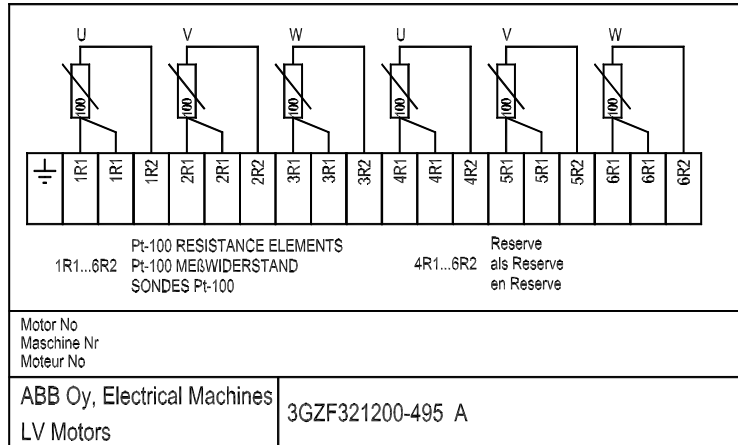 U V W U V W
100 100 100 100 100 100
1R1 1R1 1R2 2R1 2R1 2R2 3R1 3R1 3R2 4R1 4R1 4R2 5R1 5R1 5R2 6R1 6R1 6R2
1R1...6R2
Pt-100 RESISTANCE ELEMENTS
Pt-100 MEßWIDERSTAND
SONDES Pt-100
4R1...6R2
Reserve
als Reserve
en Reserve
Motor No
Maschine Nr
Moteur No
ABB Oy, Electrical Machines
LV Motors
3GZF321200-495 A